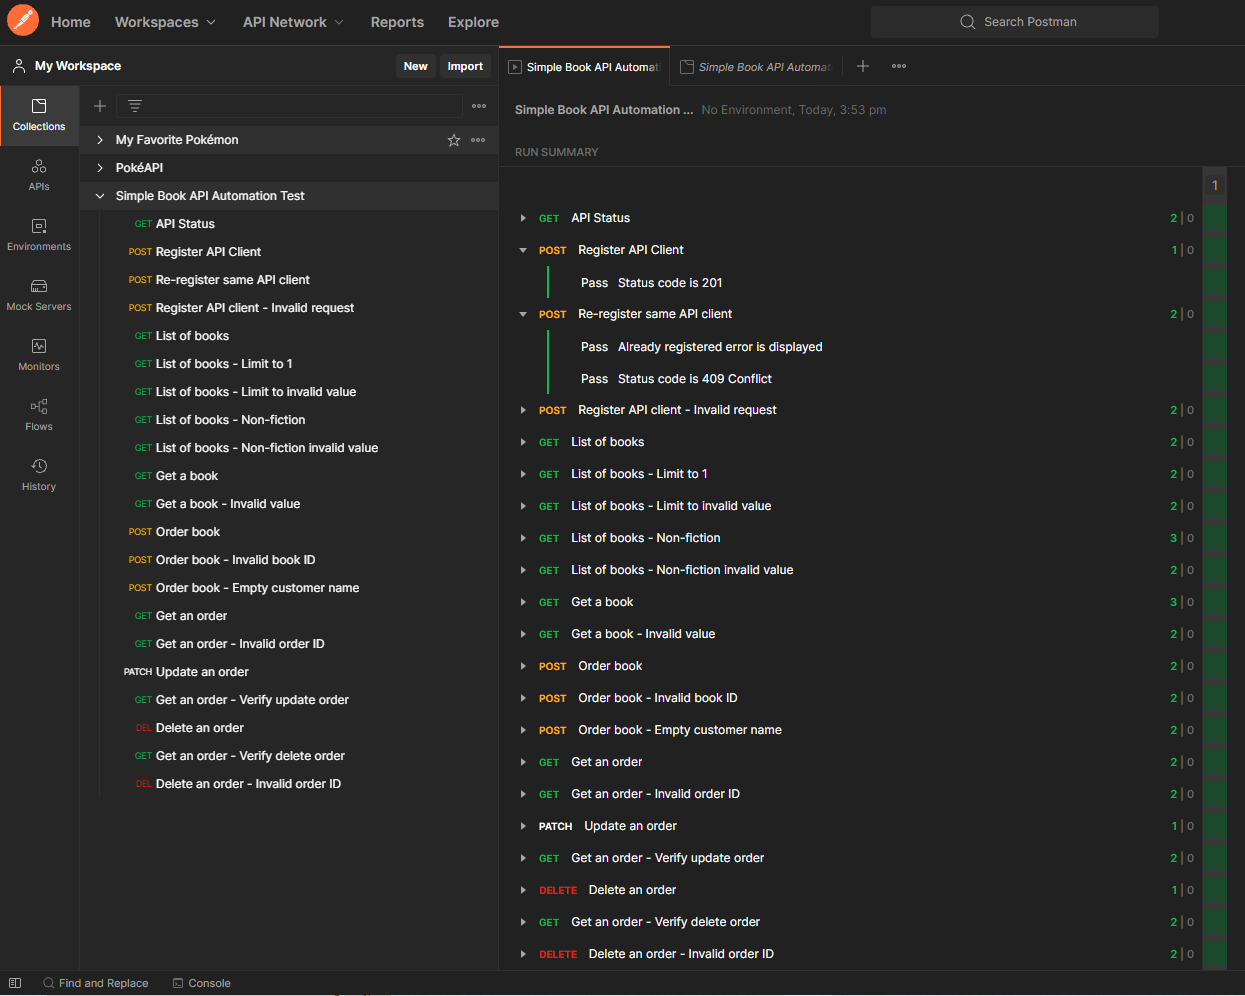 Home Workspaces API Network Reports Explore Search Postman
My Workspace New Import
Simple Book API Automat Simple Book API Automat
Simple Book API Automation ... No Environment, Today, 3:53 pm
RUN SUMMARY
1
Collections
APIs
Environments
Mock Servers
Monitors
Flows
History
My Favorite Pokémon
PokéAPI
Simple Book API Automation Test
GET API Status
POST Register API Client
POST Re-register same API client
POST Register API client - Invalid request
GET List of books
GET List of books - Limit to 1
GET List of books - Limit to invalid value
GET List of books - Non-fiction
GET List of books - Non-fiction invalid value
GET Get a book
GET Get a book - Invalid value
POST Order book
POST Order book - Invalid book ID
POST Order book - Empty customer name
GET Get an order
GET Get an order - Invalid order ID
PATCH Update an order
GET Get an order - Verify update order
DEL Delete an order
GET Get an order - Verify delete order
DEL Delete an order - Invalid order ID
GET API Status 2 | 0
POST Register API Client 1 | 0
Pass Status code is 201
POST Re-register same API client 2 | 0
Pass Already registered error is displayed
Pass Status code is 409 Conflict
POST Register API client - Invalid request 2 | 0
GET List of books 2 | 0
GET List of books - Limit to 1 2 | 0
GET List of books - Limit to invalid value 2 | 0
GET List of books - Non-fiction 3 | 0
GET List of books - Non-fiction invalid value 2 | 0
GET Get a book 3 | 0
GET Get a book - Invalid value 2 | 0
POST Order book 2 | 0
POST Order book - Invalid book ID 2 | 0
POST Order book - Empty customer name 2 | 0
GET Get an order 2 | 0
GET Get an order - Invalid order ID 2 | 0
PATCH Update an order 1 | 0
GET Get an order - Verify update order 2 | 0
DELETE Delete an order 1 | 0
GET Get an order - Verify delete order 2 | 0
DELETE Delete an order - Invalid order ID 2 | 0
Find and Replace Console